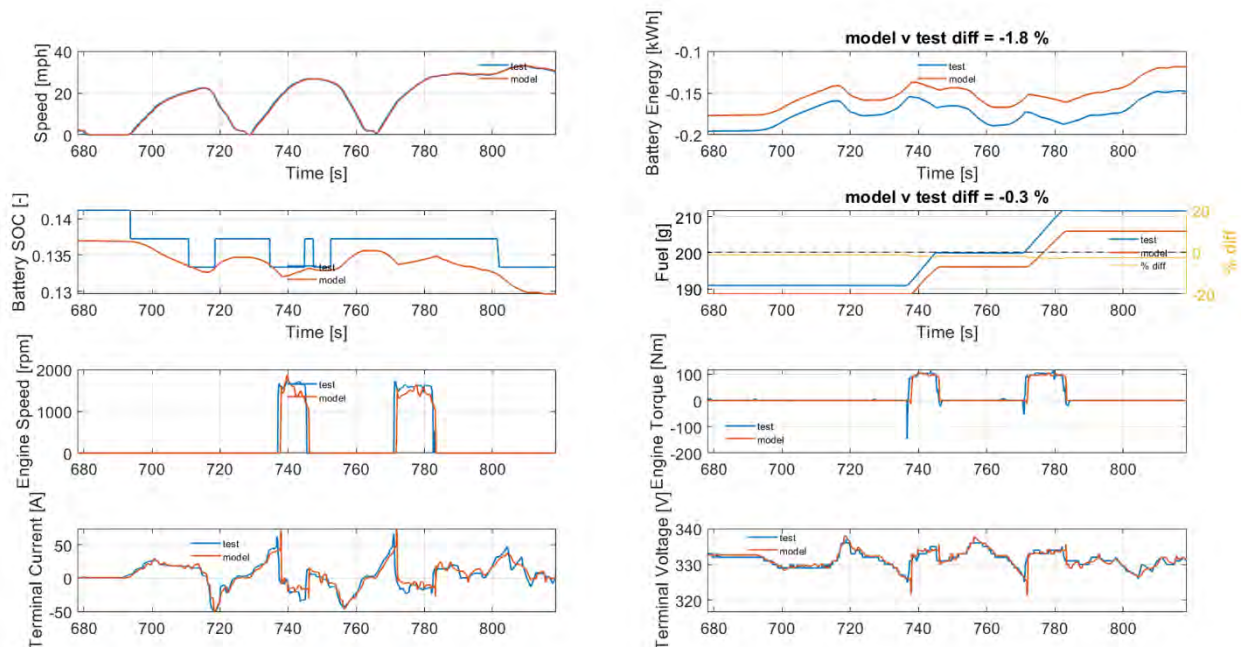 40
20
0
Speed [mph]
test
model
680 700 720 740 760 780 800
Time [s]
model v test diff = -1.8 %
-0.1
-0.15
-0.2
Battery Energy [kWh]
test
model
680 700 720 740 760 780 800
Time [s]
0.14
0.135
0.13
Battery SOC [-]
test
model
680 700 720 740 760 780 800
Time [s]
model v test diff = -0.3 %
210
200
190
Fuel [g]
20
0
-20
% diff
test
model
% diff
680 700 720 740 760 780 800
Time [s]
2000
1000
0
Engine Speed [rpm]
test
model
680 700 720 740 760 780 800
100
0
-100
-200
Engine Torque [Nm]
test
model
680 700 720 740 760 780 800
50
0
-50
Terminal Current [A]
test
model
680 700 720 740 760 780 800
340
330
320
Terminal Voltage [V]
test
model
680 700 720 740 760 780 800